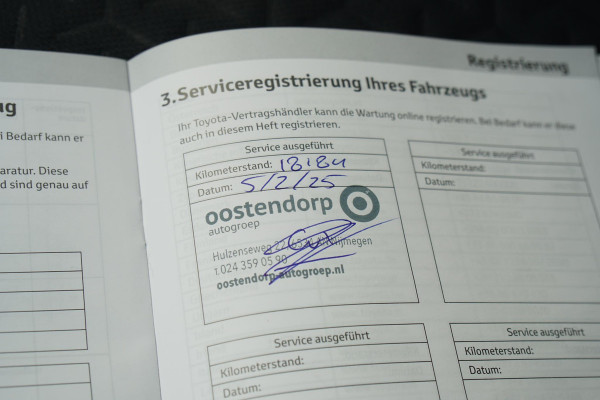 Registrierung
3. Serviceregistrierung Ihres Fahrzeugs
Ihr Toyota-Vertragshändler kann die Wartung online registrieren. Bei Bedarf kann er diese
auch in diesem Heft registrieren.
Service ausgeführt
Kilometerstand: 18184
Datum: 5/2/25
oostendorp
autogroep
Hulzenseweg 22, Nijmegen
t 024 359 05 90
oostendorp-autogroep.nl
Service ausgeführt
Kilometerstand:
Datum:
Service ausgeführt
Kilometerstand:
Datum:
Service ausgeführt
Kilometerstand:
Datum:
i Bedarf kann er
aratur. Diese
d sind genau auf